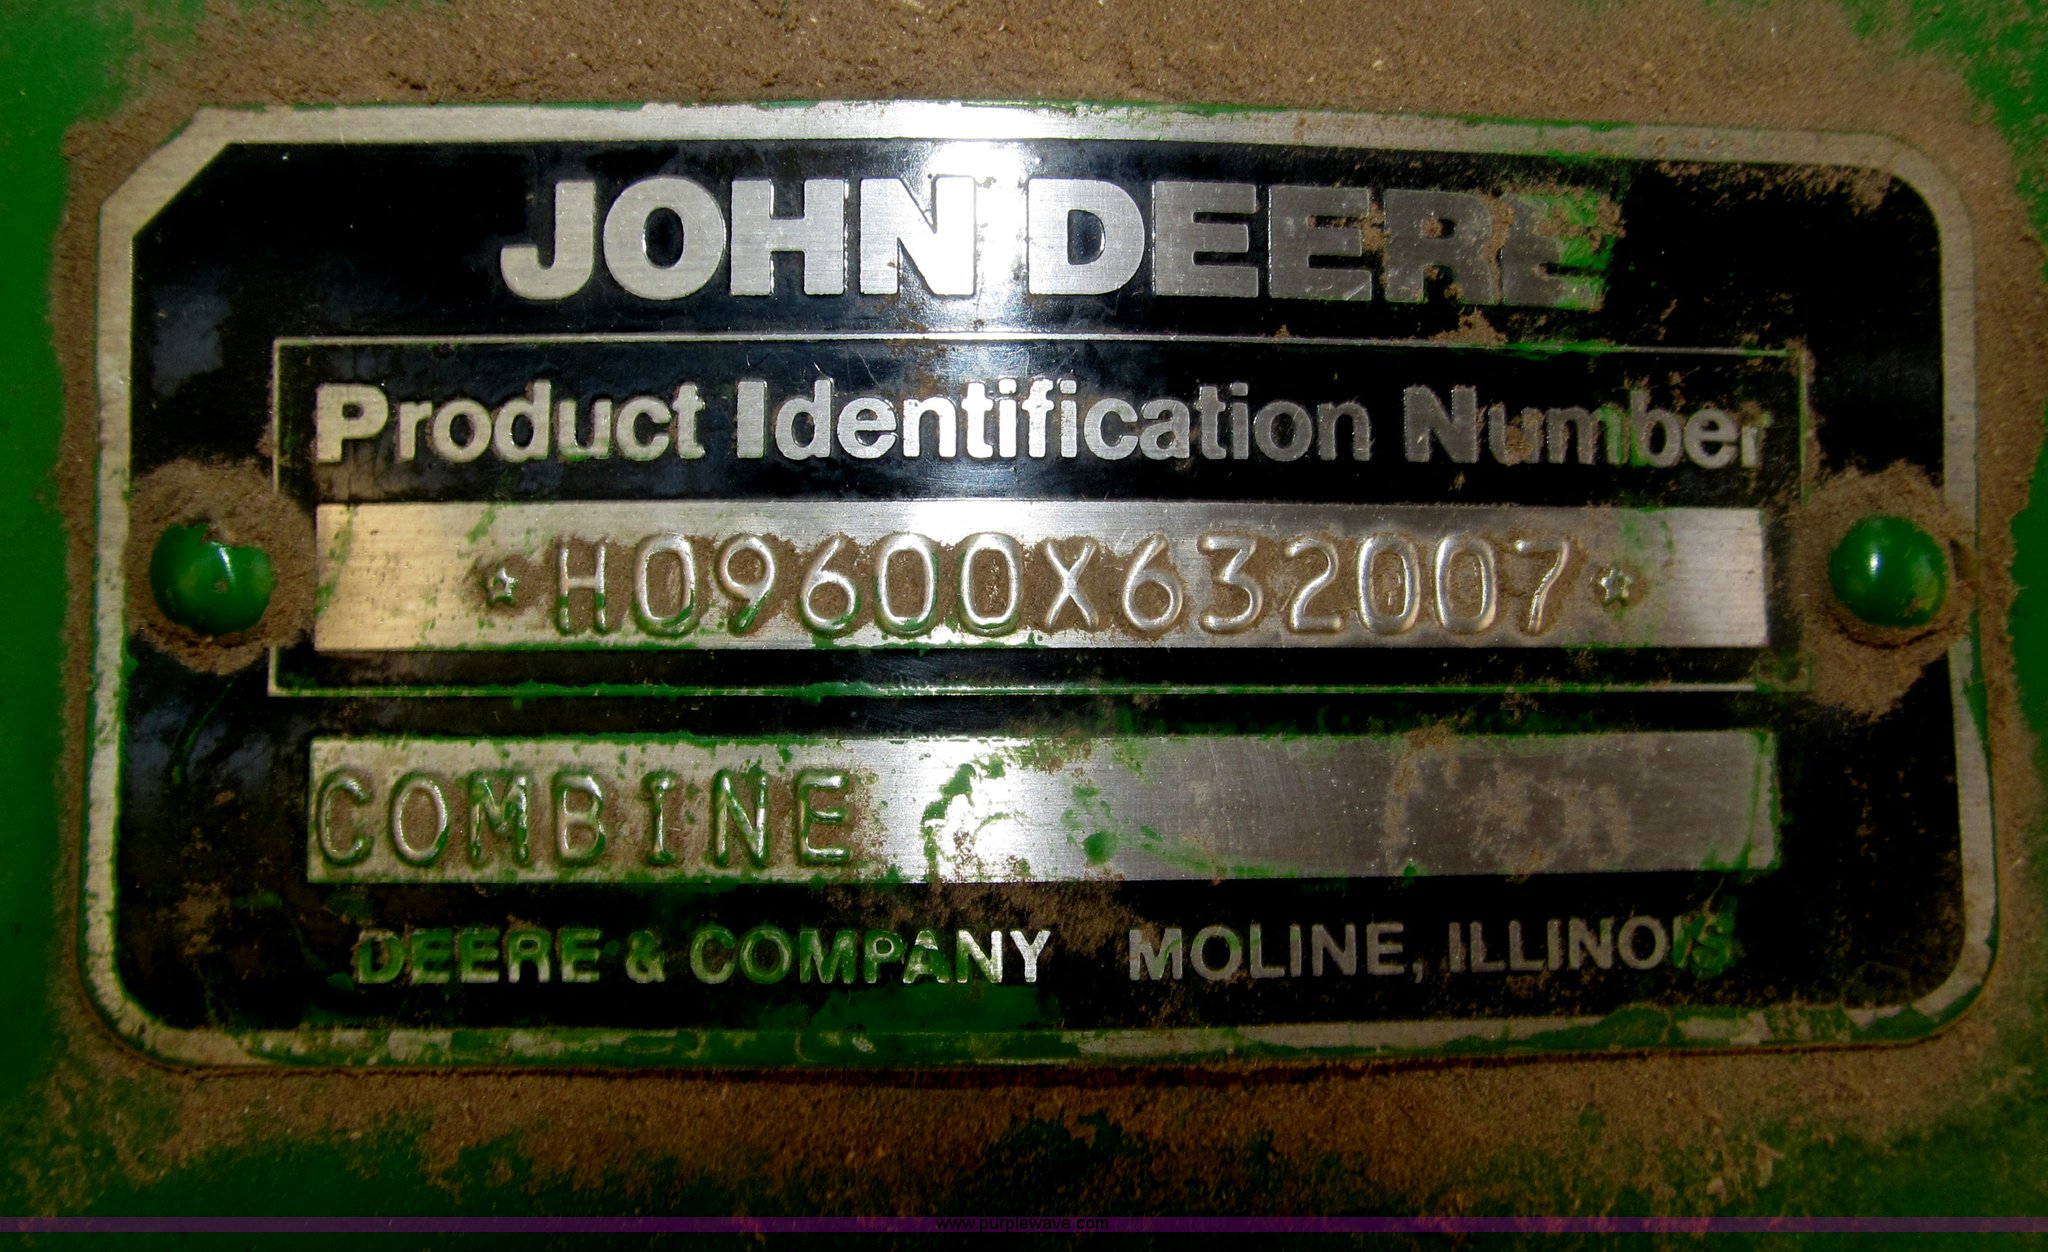 JOHN DEERE
Product Identification Number
*H09600X632007*
COMBINE
DEERE & COMPANY MOLINE, ILLINOIS
www.purplewave.com